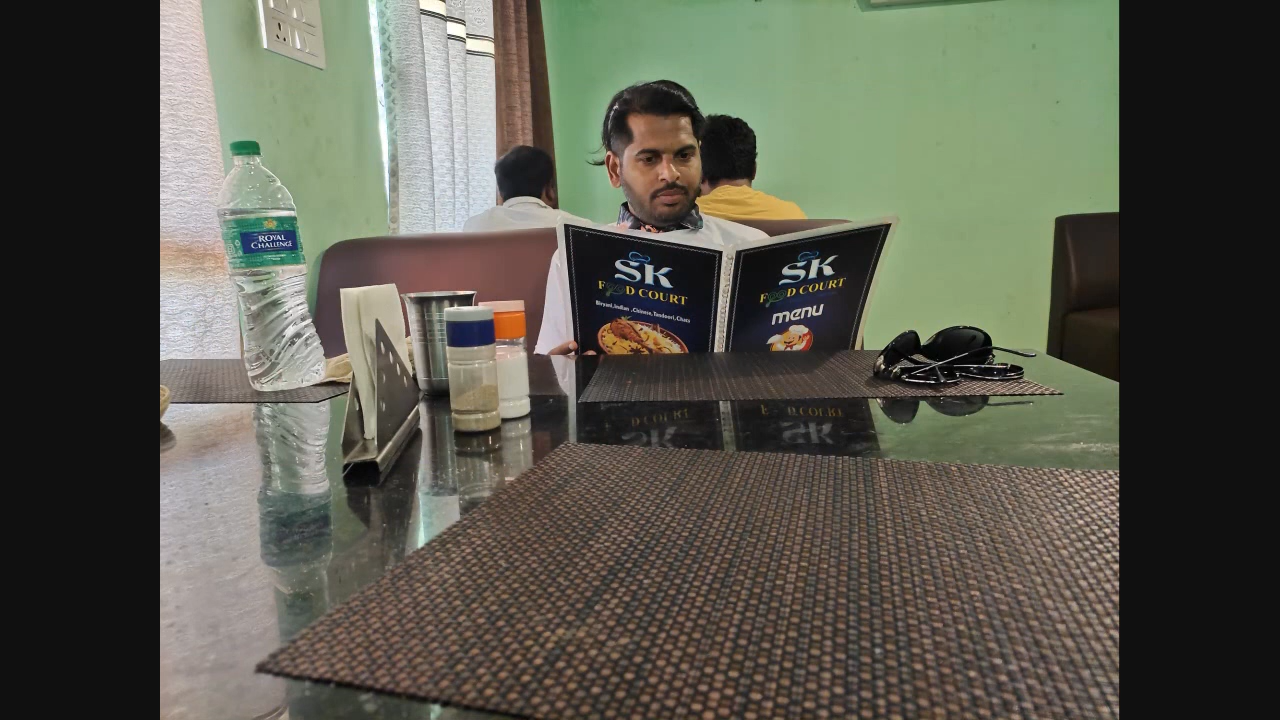 ROYAL
CHALLENGE
SK
FOOD COURT
Biryani, Indian , Chinese, Tandoori, Chats
SK
FOOD COURT
menu